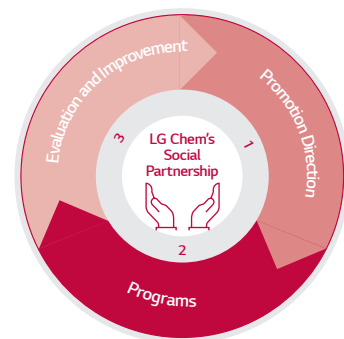 LG Chem's
Social
Partnership
1
Promotion Direction
2
Programs
3
Evaluation and Improvement